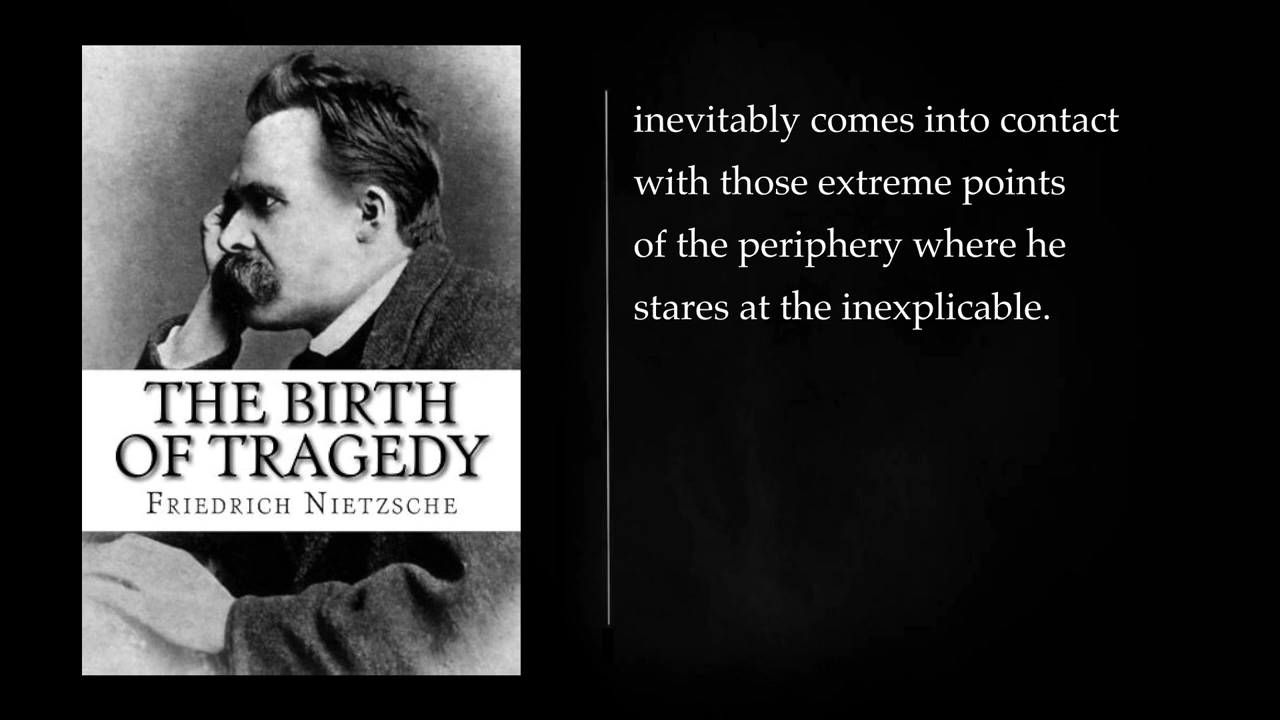 THE BIRTH
OF TRAGEDY
FRIEDRICH NIETZSCHE
inevitably comes into contact
with those extreme points
of the periphery where he
stares at the inexplicable.